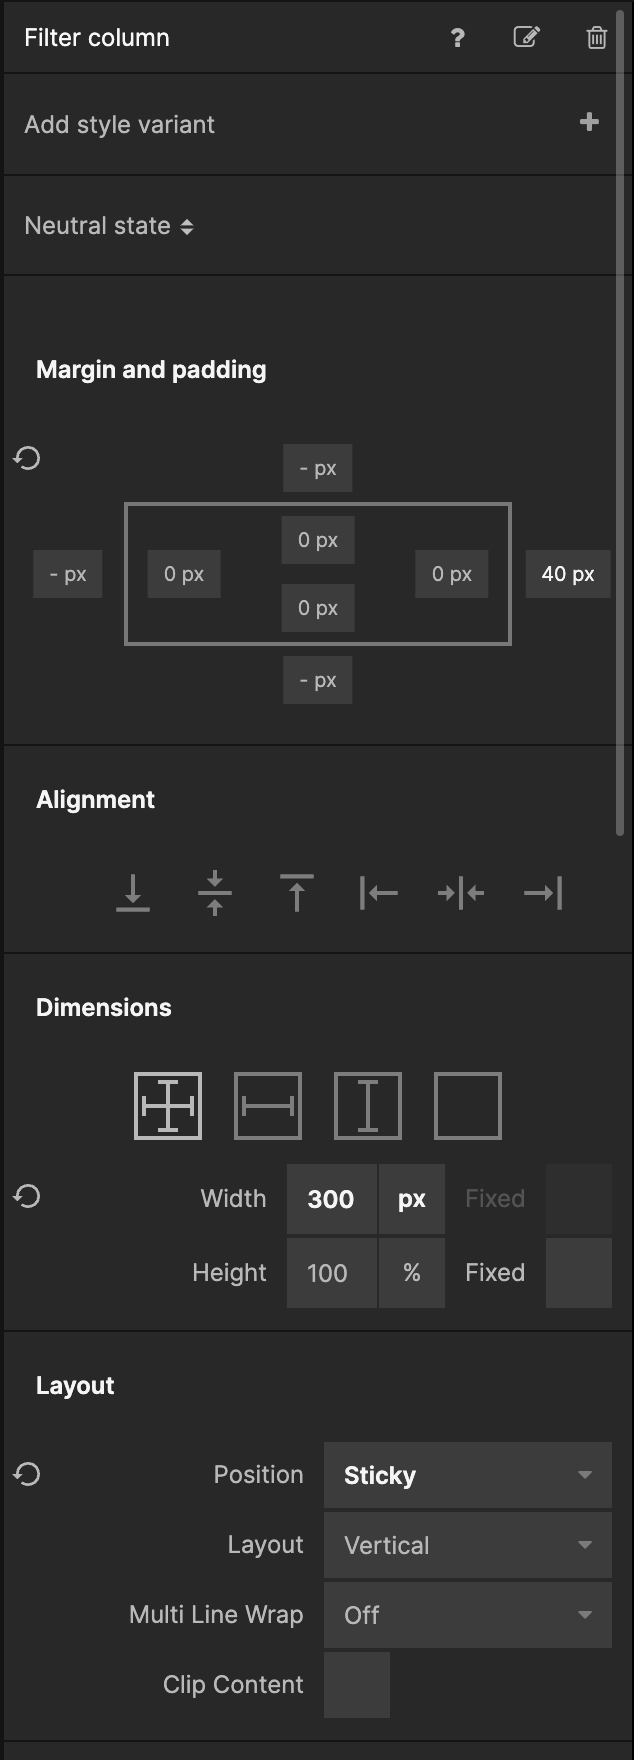 Filter column ?
Add style variant +
Neutral state
Margin and padding
- px
0 px
- px 0 px 0 px 40 px
0 px
- px
Alignment
Dimensions
Width 300 px Fixed
Height 100 % Fixed
Layout
Position Sticky
Layout Vertical
Multi Line Wrap Off
Clip Content